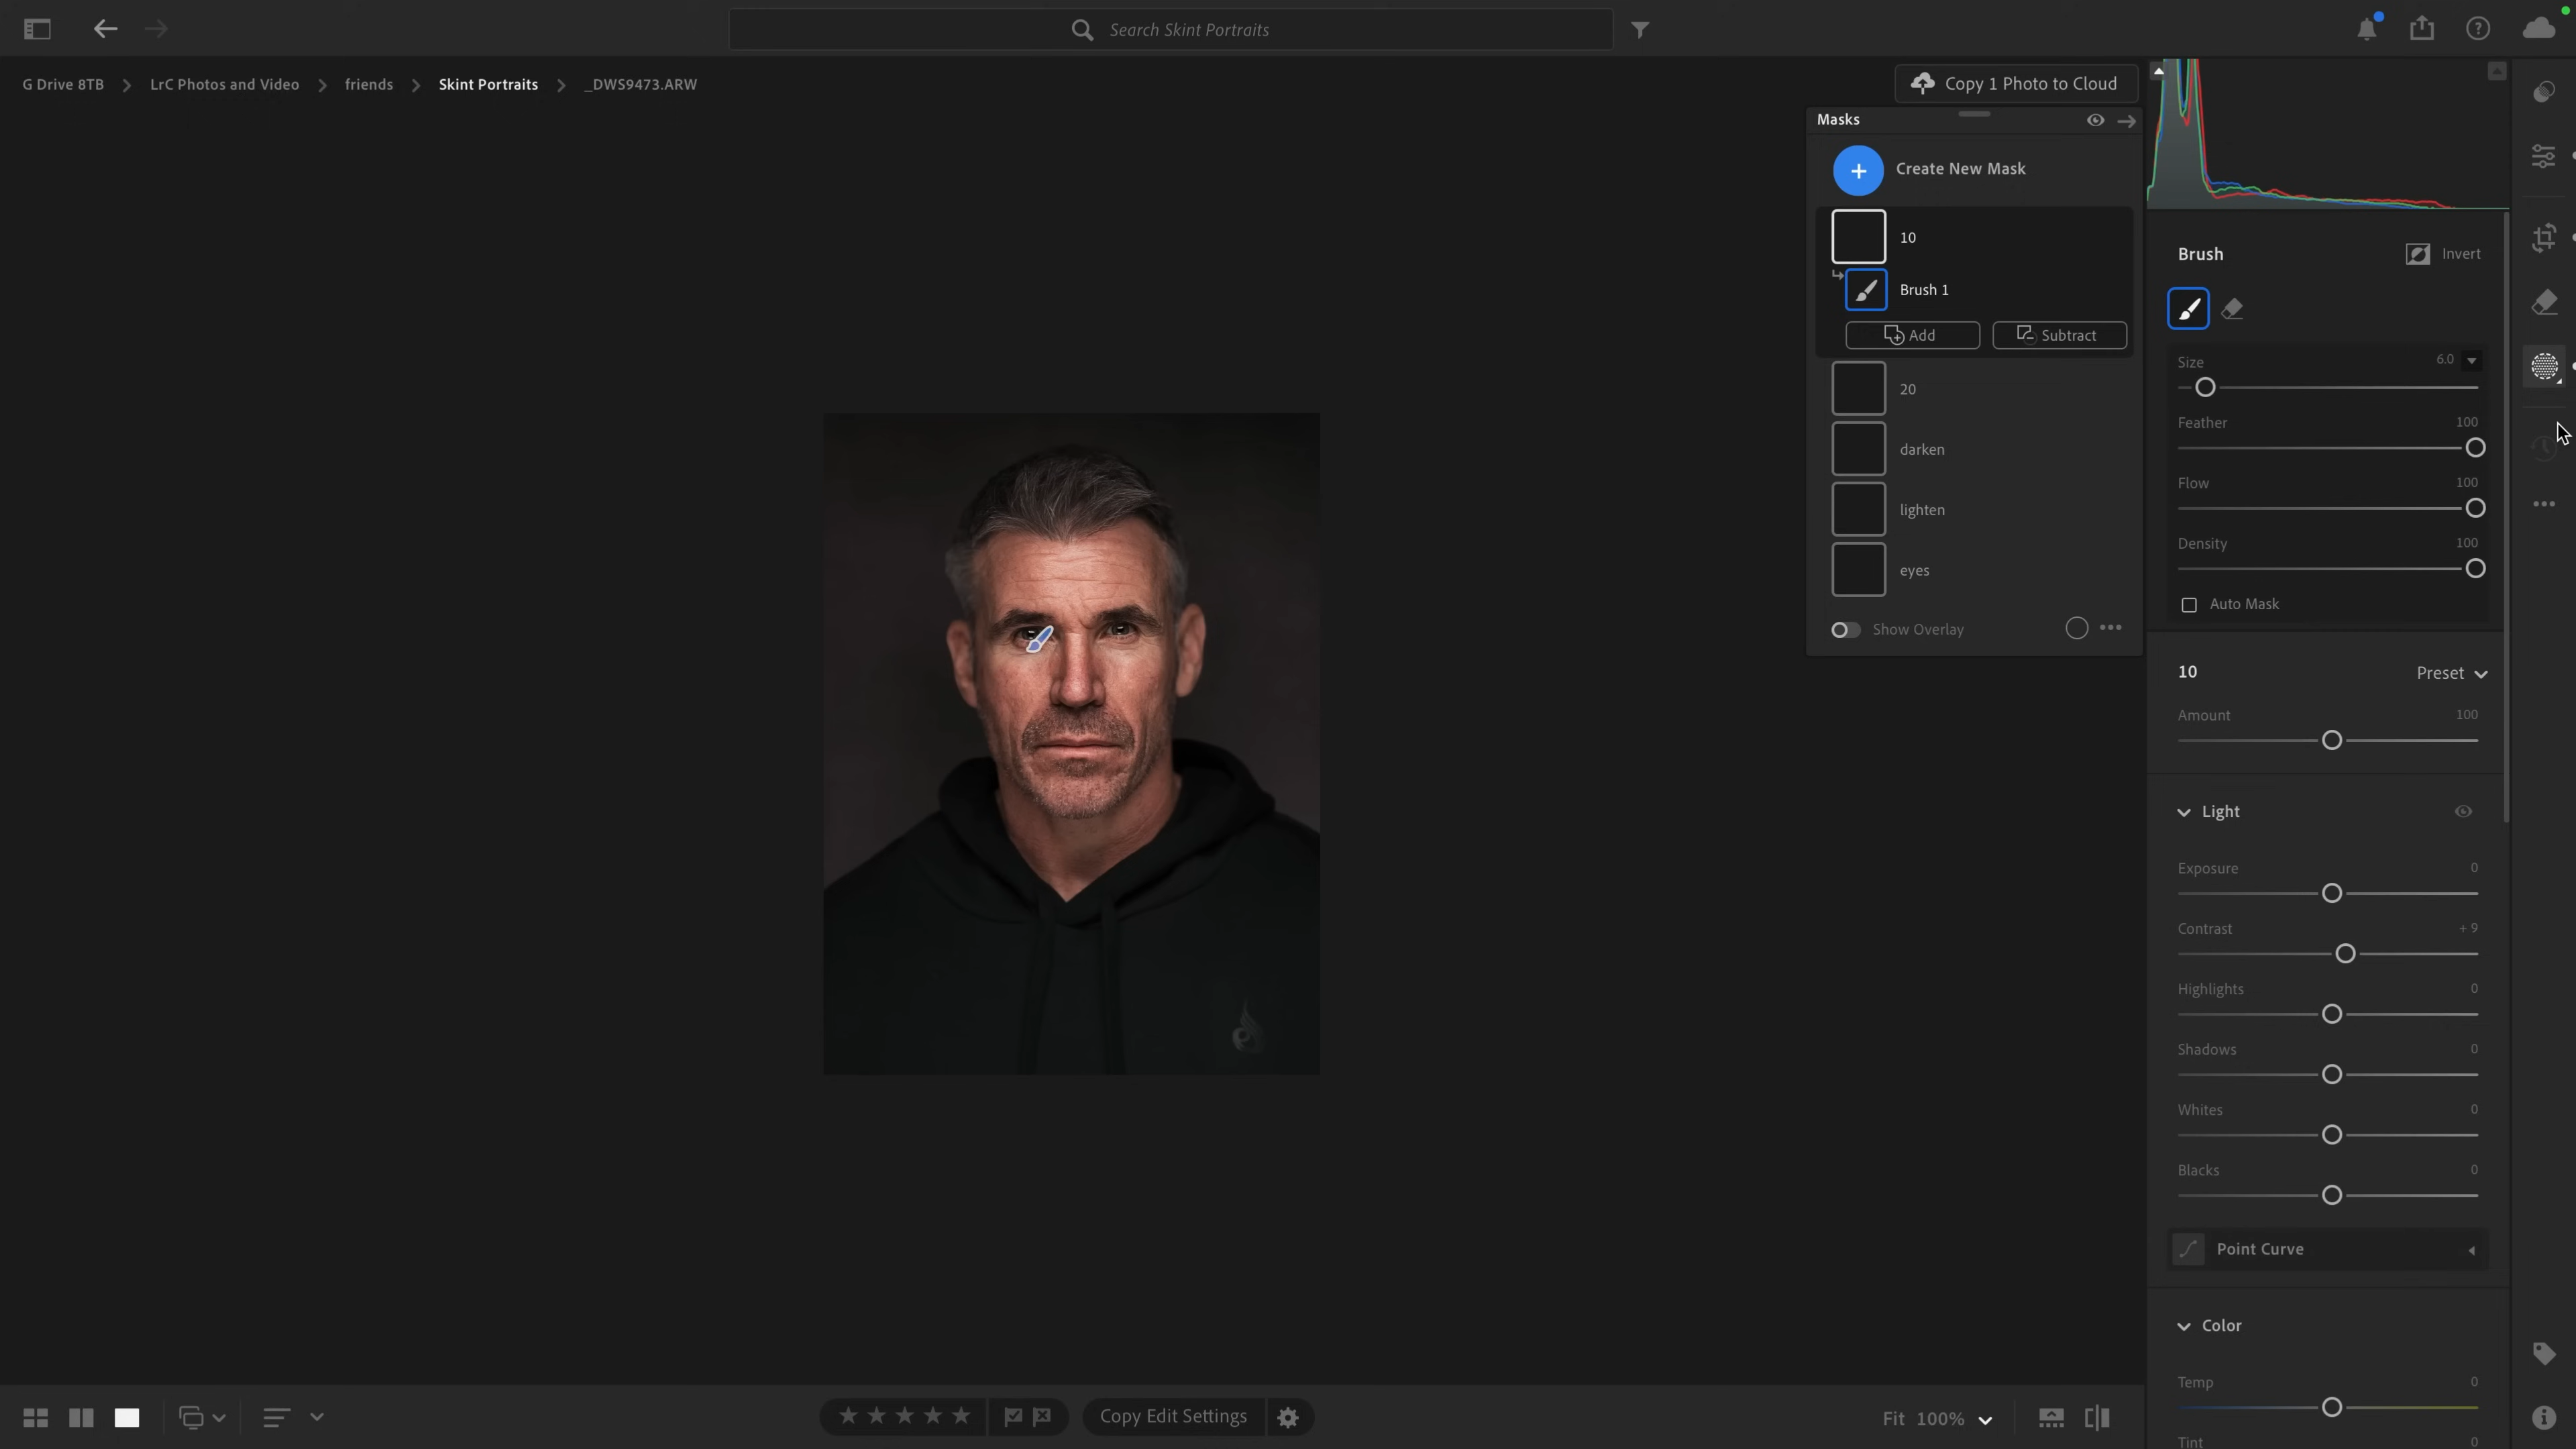 Search Skint Portraits
G Drive 8TB
LrC Photos and Video
friends
Skint Portraits
_DWS9473.ARW
Copy 1 Photo to Cloud
Masks
Create New Mask
10
Brush 1
Add
Subtract
20
darken
lighten
eyes
Show Overlay
Brush
Invert
Size 6.0
Feather 100
Flow 100
Density 100
Auto Mask
10 Preset
Amount 100
Light
Exposure 0
Contrast + 9
Highlights 0
Shadows 0
Whites 0
Blacks 0
Point Curve
Color
Temp 0
Tint 0
Copy Edit Settings
Fit 100%